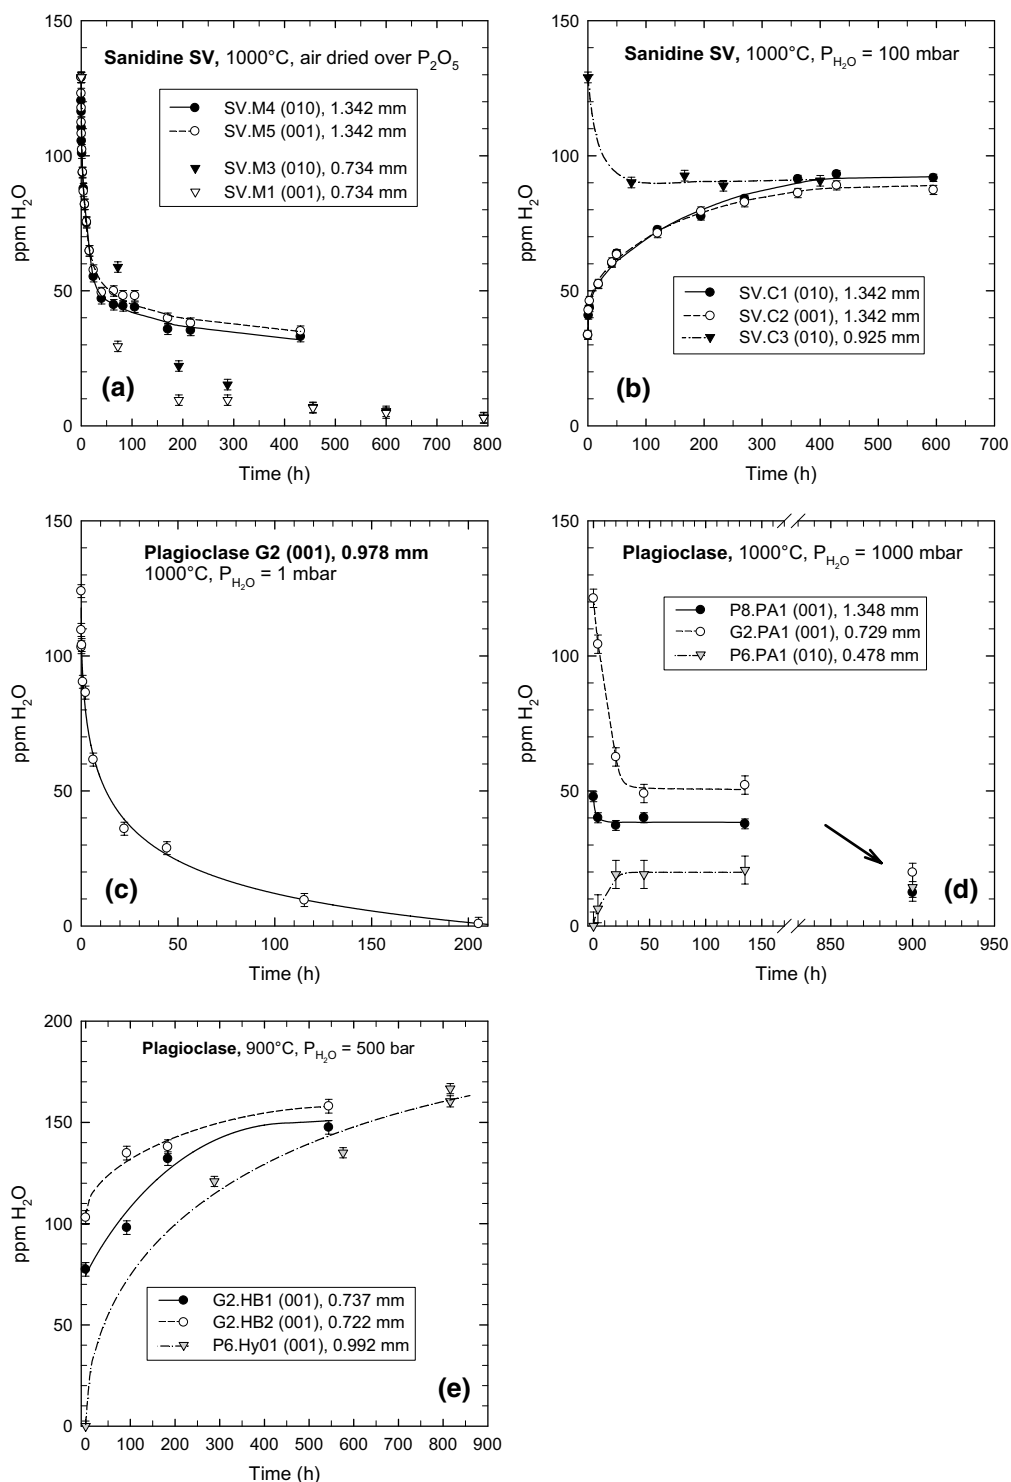 Sanidine SV, 1000°C, air dried over P₂O₅
SV.M4 (010), 1.342 mm
SV.M5 (001), 1.342 mm
SV.M3 (010), 0.734 mm
SV.M1 (001), 0.734 mm
150
100
50
0
ppm H₂O
(a)
0 100 200 300 400 500 600 700 800
Time (h)
Sanidine SV, 1000°C, P_H₂O = 100 mbar
SV.C1 (010), 1.342 mm
SV.C2 (001), 1.342 mm
SV.C3 (010), 0.925 mm
150
100
50
0
ppm H₂O
(b)
0 100 200 300 400 500 600 700
Time (h)
Plagioclase G2 (001), 0.978 mm
1000°C, P_H₂O = 1 mbar
150
100
50
0
ppm H₂O
(c)
0 50 100 150 200
Time (h)
Plagioclase, 1000°C, P_H₂O = 1000 mbar
P8.PA1 (001), 1.348 mm
G2.PA1 (001), 0.729 mm
P6.PA1 (010), 0.478 mm
150
100
50
0
ppm H₂O
(d)
0 50 100 150 850 900 950
Time (h)
Plagioclase, 900°C, P_H₂O = 500 bar
200
150
100
50
0
ppm H₂O
G2.HB1 (001), 0.737 mm
G2.HB2 (001), 0.722 mm
P6.Hy01 (001), 0.992 mm
(e)
0 100 200 300 400 500 600 700 800 900
Time (h)